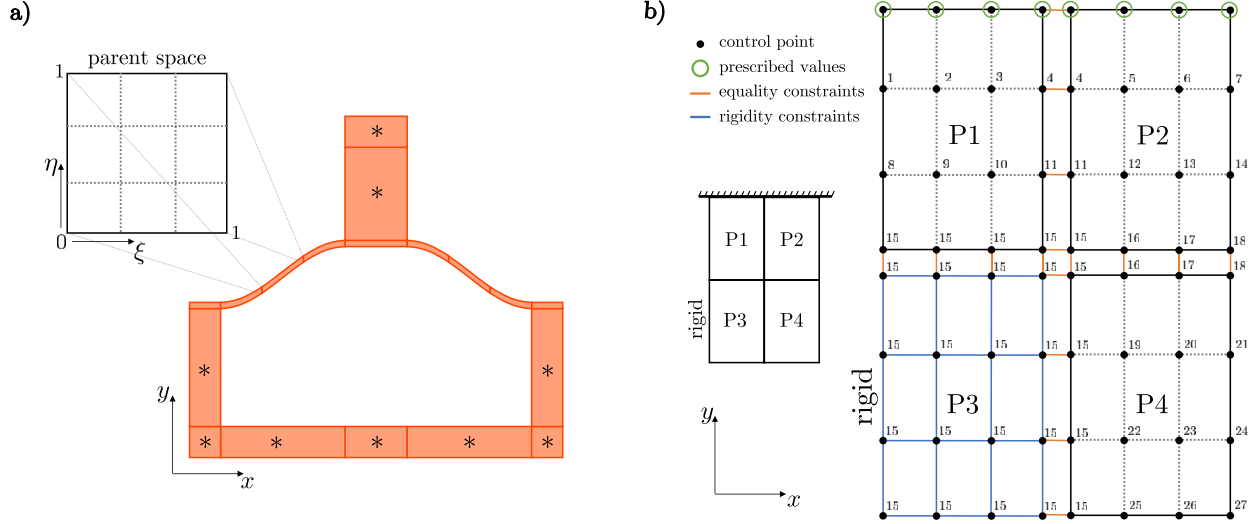 a)
parent space
1
η
0
ξ
1
*
*
*
*
*
*
*
*
*
y
x
b)
control point
prescribed values
equality constraints
rigidity constraints
P1 P2
P3 P4
rigid
y
x
1 2 3 4 4 5 6 7
P1 P2
8 9 10 11 11 12 13 14
15 15 15 15 15 16 17 18
15 15 15 15 15 16 17 18
15 15 15 15 15 19 20 21
rigid
P3 P4
15 15 15 15 15 22 23 24
15 15 15 15 15 25 26 27